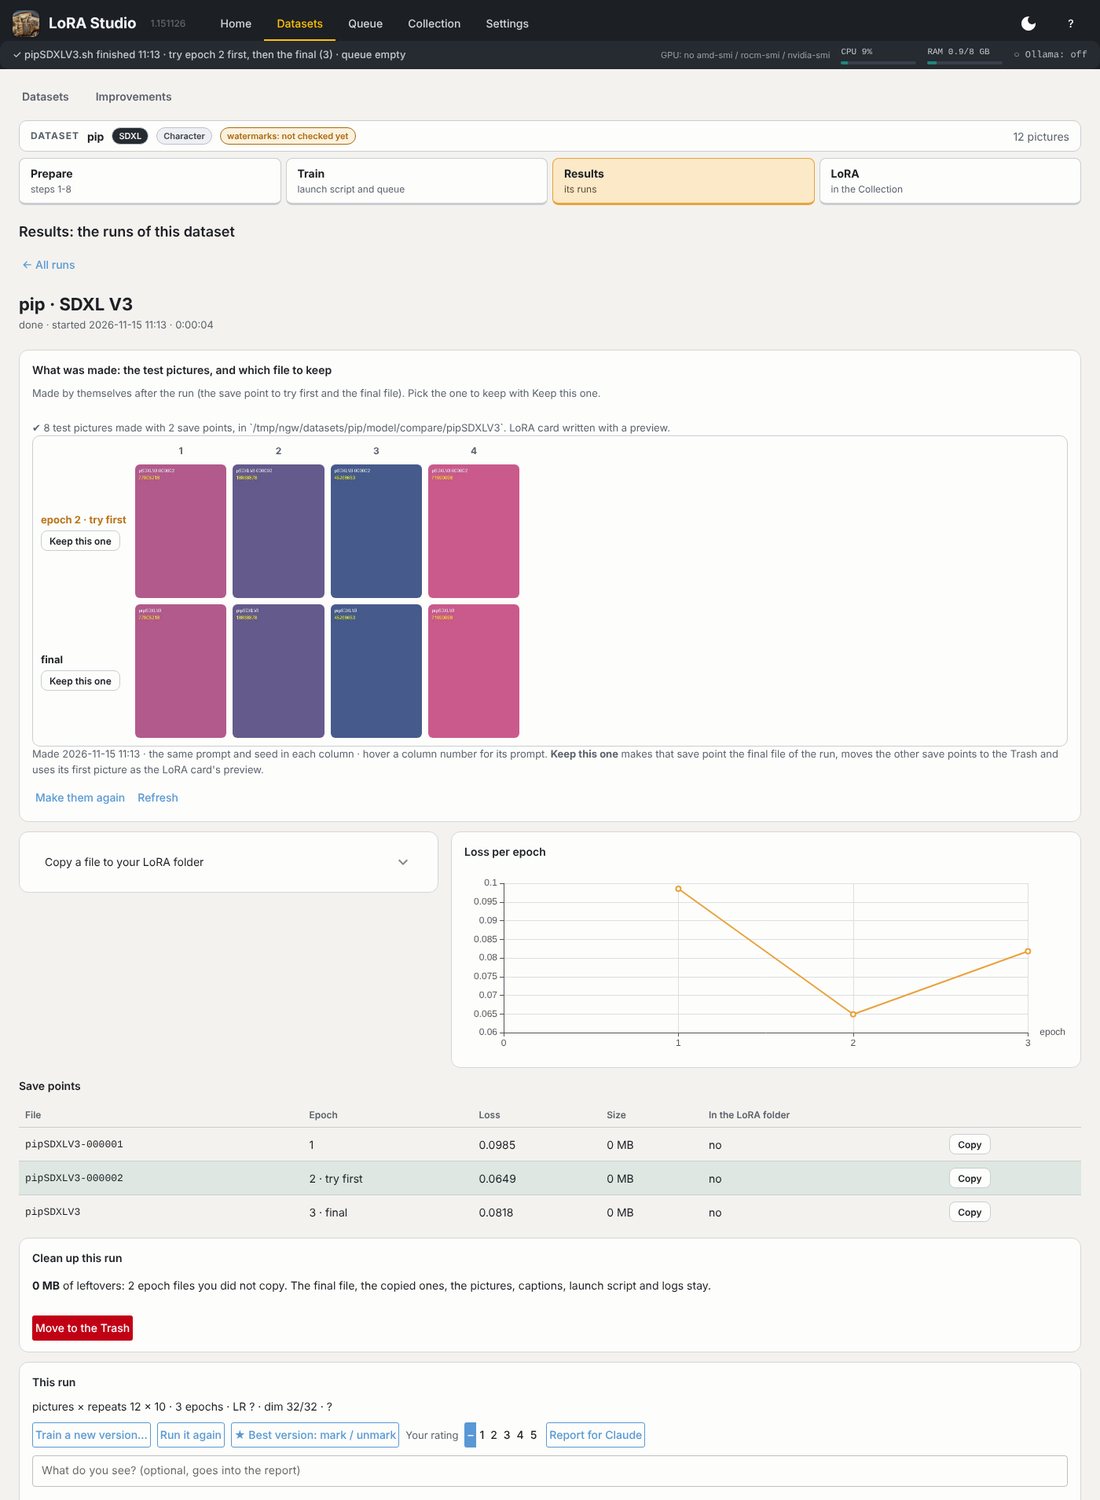 LoRA Studio 1.151126 Home Datasets Queue Collection Settings ?
✓ pipSDXLV3.sh finished 11:13 · try epoch 2 first, then the final (3) · queue empty GPU: no amd-smi / rocm-smi / nvidia-smi CPU 9% RAM 0.9/8 GB ○ Ollama: off
Datasets Improvements
DATASET pip SDXL Character watermarks: not checked yet 12 pictures
Prepare Train Results LoRA
steps 1-8 launch script and queue its runs in the Collection
Results: the runs of this dataset
← All runs
pip · SDXL V3
done · started 2026-11-15 11:13 · 0:00:04
What was made: the test pictures, and which file to keep
Made by themselves after the run (the save point to try first and the final file). Pick the one to keep with Keep this one.
✔ 8 test pictures made with 2 save points, in `/tmp/ngw/datasets/pip/model/compare/pipSDXLV3`. LoRA card written with a preview.
1 2 3 4
epoch 2 · try first
Keep this one
final
Keep this one
Made 2026-11-15 11:13 · the same prompt and seed in each column · hover a column number for its prompt. Keep this one makes that save point the final file of the run, moves the other save points to the Trash and
uses its first picture as the LoRA card's preview.
Make them again Refresh
Copy a file to your LoRA folder
Loss per epoch
0.1
0.095
0.09
0.085
0.08
0.075
0.07
0.065
0.06
0 1 2 3 epoch
Save points
File Epoch Loss Size In the LoRA folder
pipSDXLV3-000001 1 0.0985 0 MB no Copy
pipSDXLV3-000002 2 · try first 0.0649 0 MB no Copy
pipSDXLV3 3 · final 0.0818 0 MB no Copy
Clean up this run
0 MB of leftovers: 2 epoch files you did not copy. The final file, the copied ones, the pictures, captions, launch script and logs stay.
Move to the Trash
This run
pictures × repeats 12 × 10 · 3 epochs · LR ? · dim 32/32 · ?
Train a new version... Run it again ★ Best version: mark / unmark Your rating – 1 2 3 4 5 Report for Claude
What do you see? (optional, goes into the report)